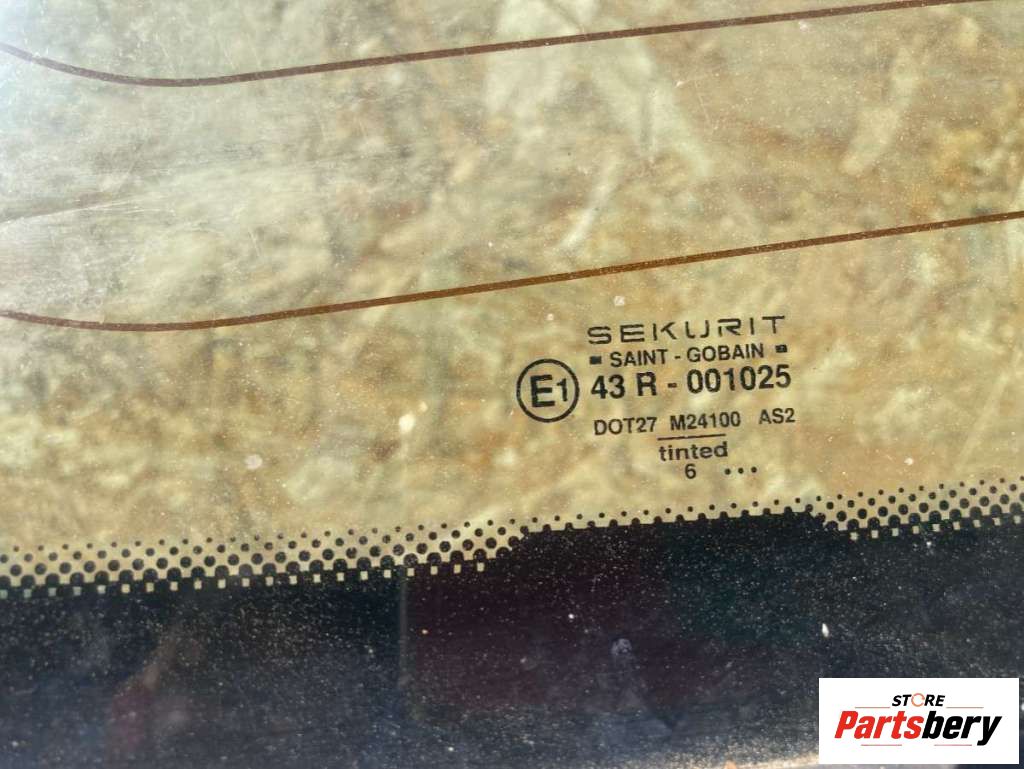 SEKURIT
SAINT - GOBAIN
E1 43 R - 001025
DOT27 M24100 AS2
tinted
6 ...
STORE
Partsbery